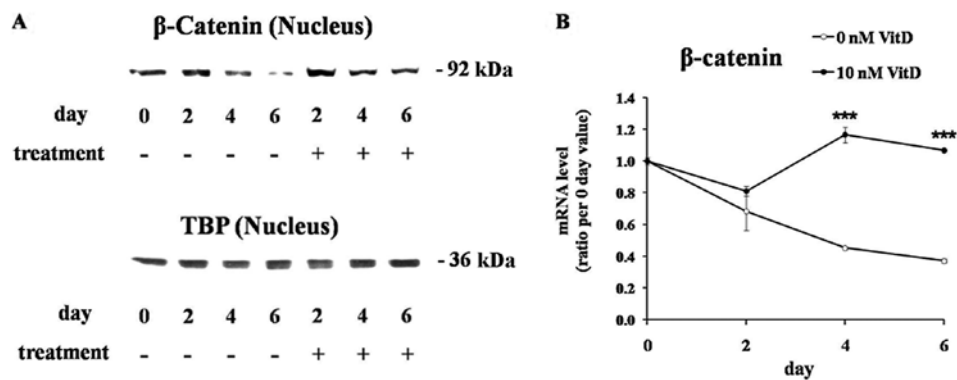 A
β-Catenin (Nucleus)
- 92 kDa
day 0 2 4 6 2 4 6
treatment - - - - + + +
TBP (Nucleus)
- 36 kDa
day 0 2 4 6 2 4 6
treatment - - - - + + +
B
0 nM VitD
10 nM VitD
β-catenin
mRNA level
(ratio per 0 day value)
1.4
1.2
1.0
0.8
0.6
0.4
0.2
0.0
***
***
0 2 4 6
day